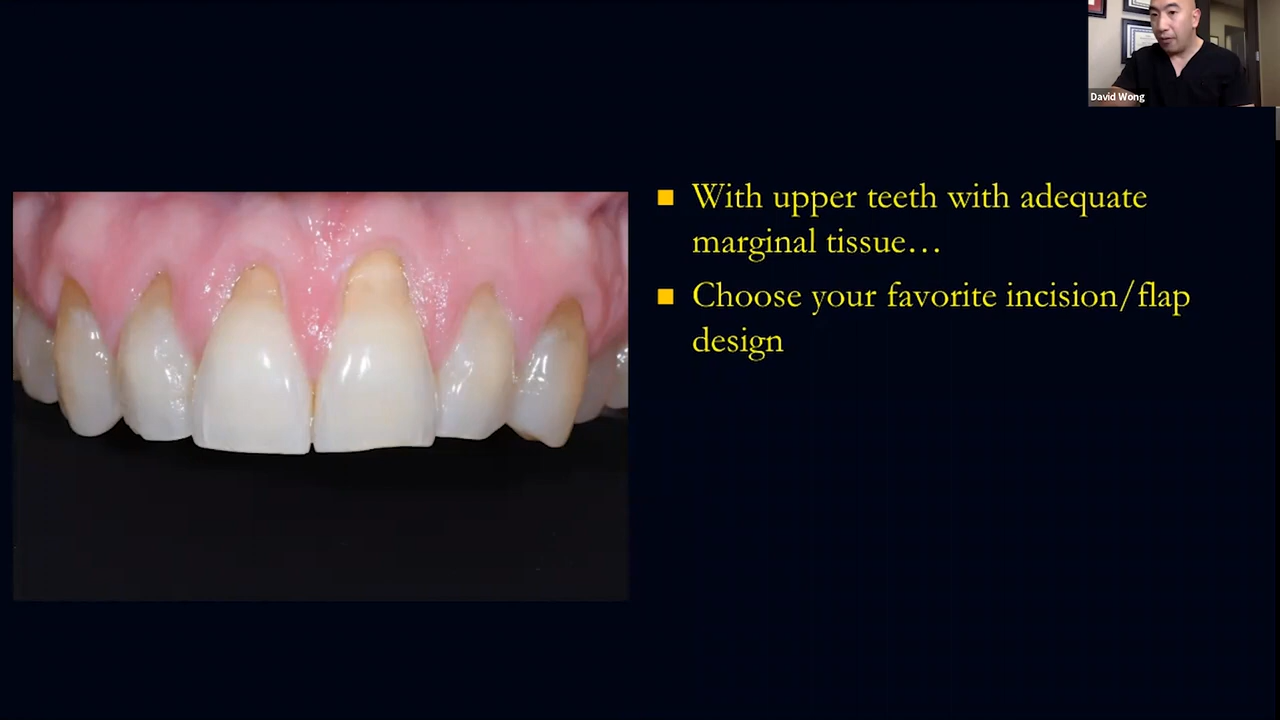 David Wong
With upper teeth with adequate
marginal tissue…
Choose your favorite incision/flap
design